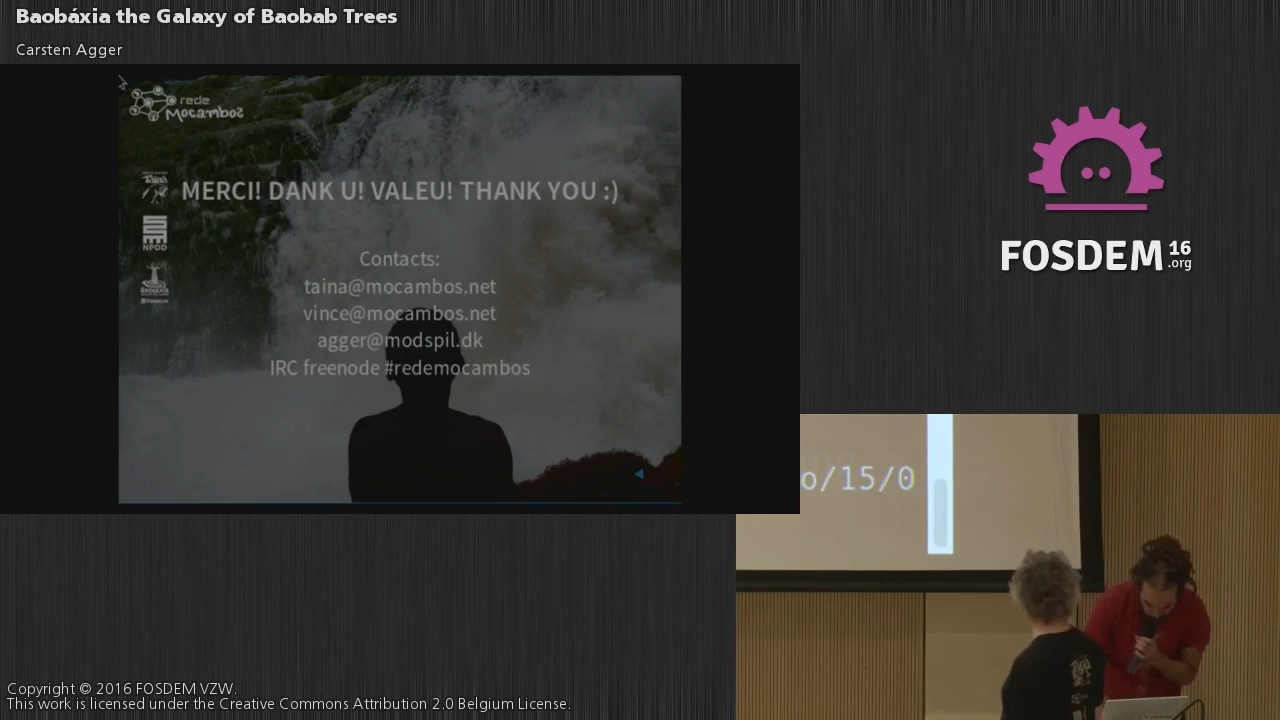 Baobáxia the Galaxy of Baobab Trees
Carsten Agger
rede
Mocambos
MERCI! DANK U! VALEU! THANK YOU :)
NPDD
Contacts:
taina@mocambos.net
vince@mocambos.net
agger@modspil.dk
IRC freenode #redemocambos
FOSDEM 16
.org
o/15/0
Copyright © 2016 FOSDEM VZW.
This work is licensed under the Creative Commons Attribution 2.0 Belgium License.